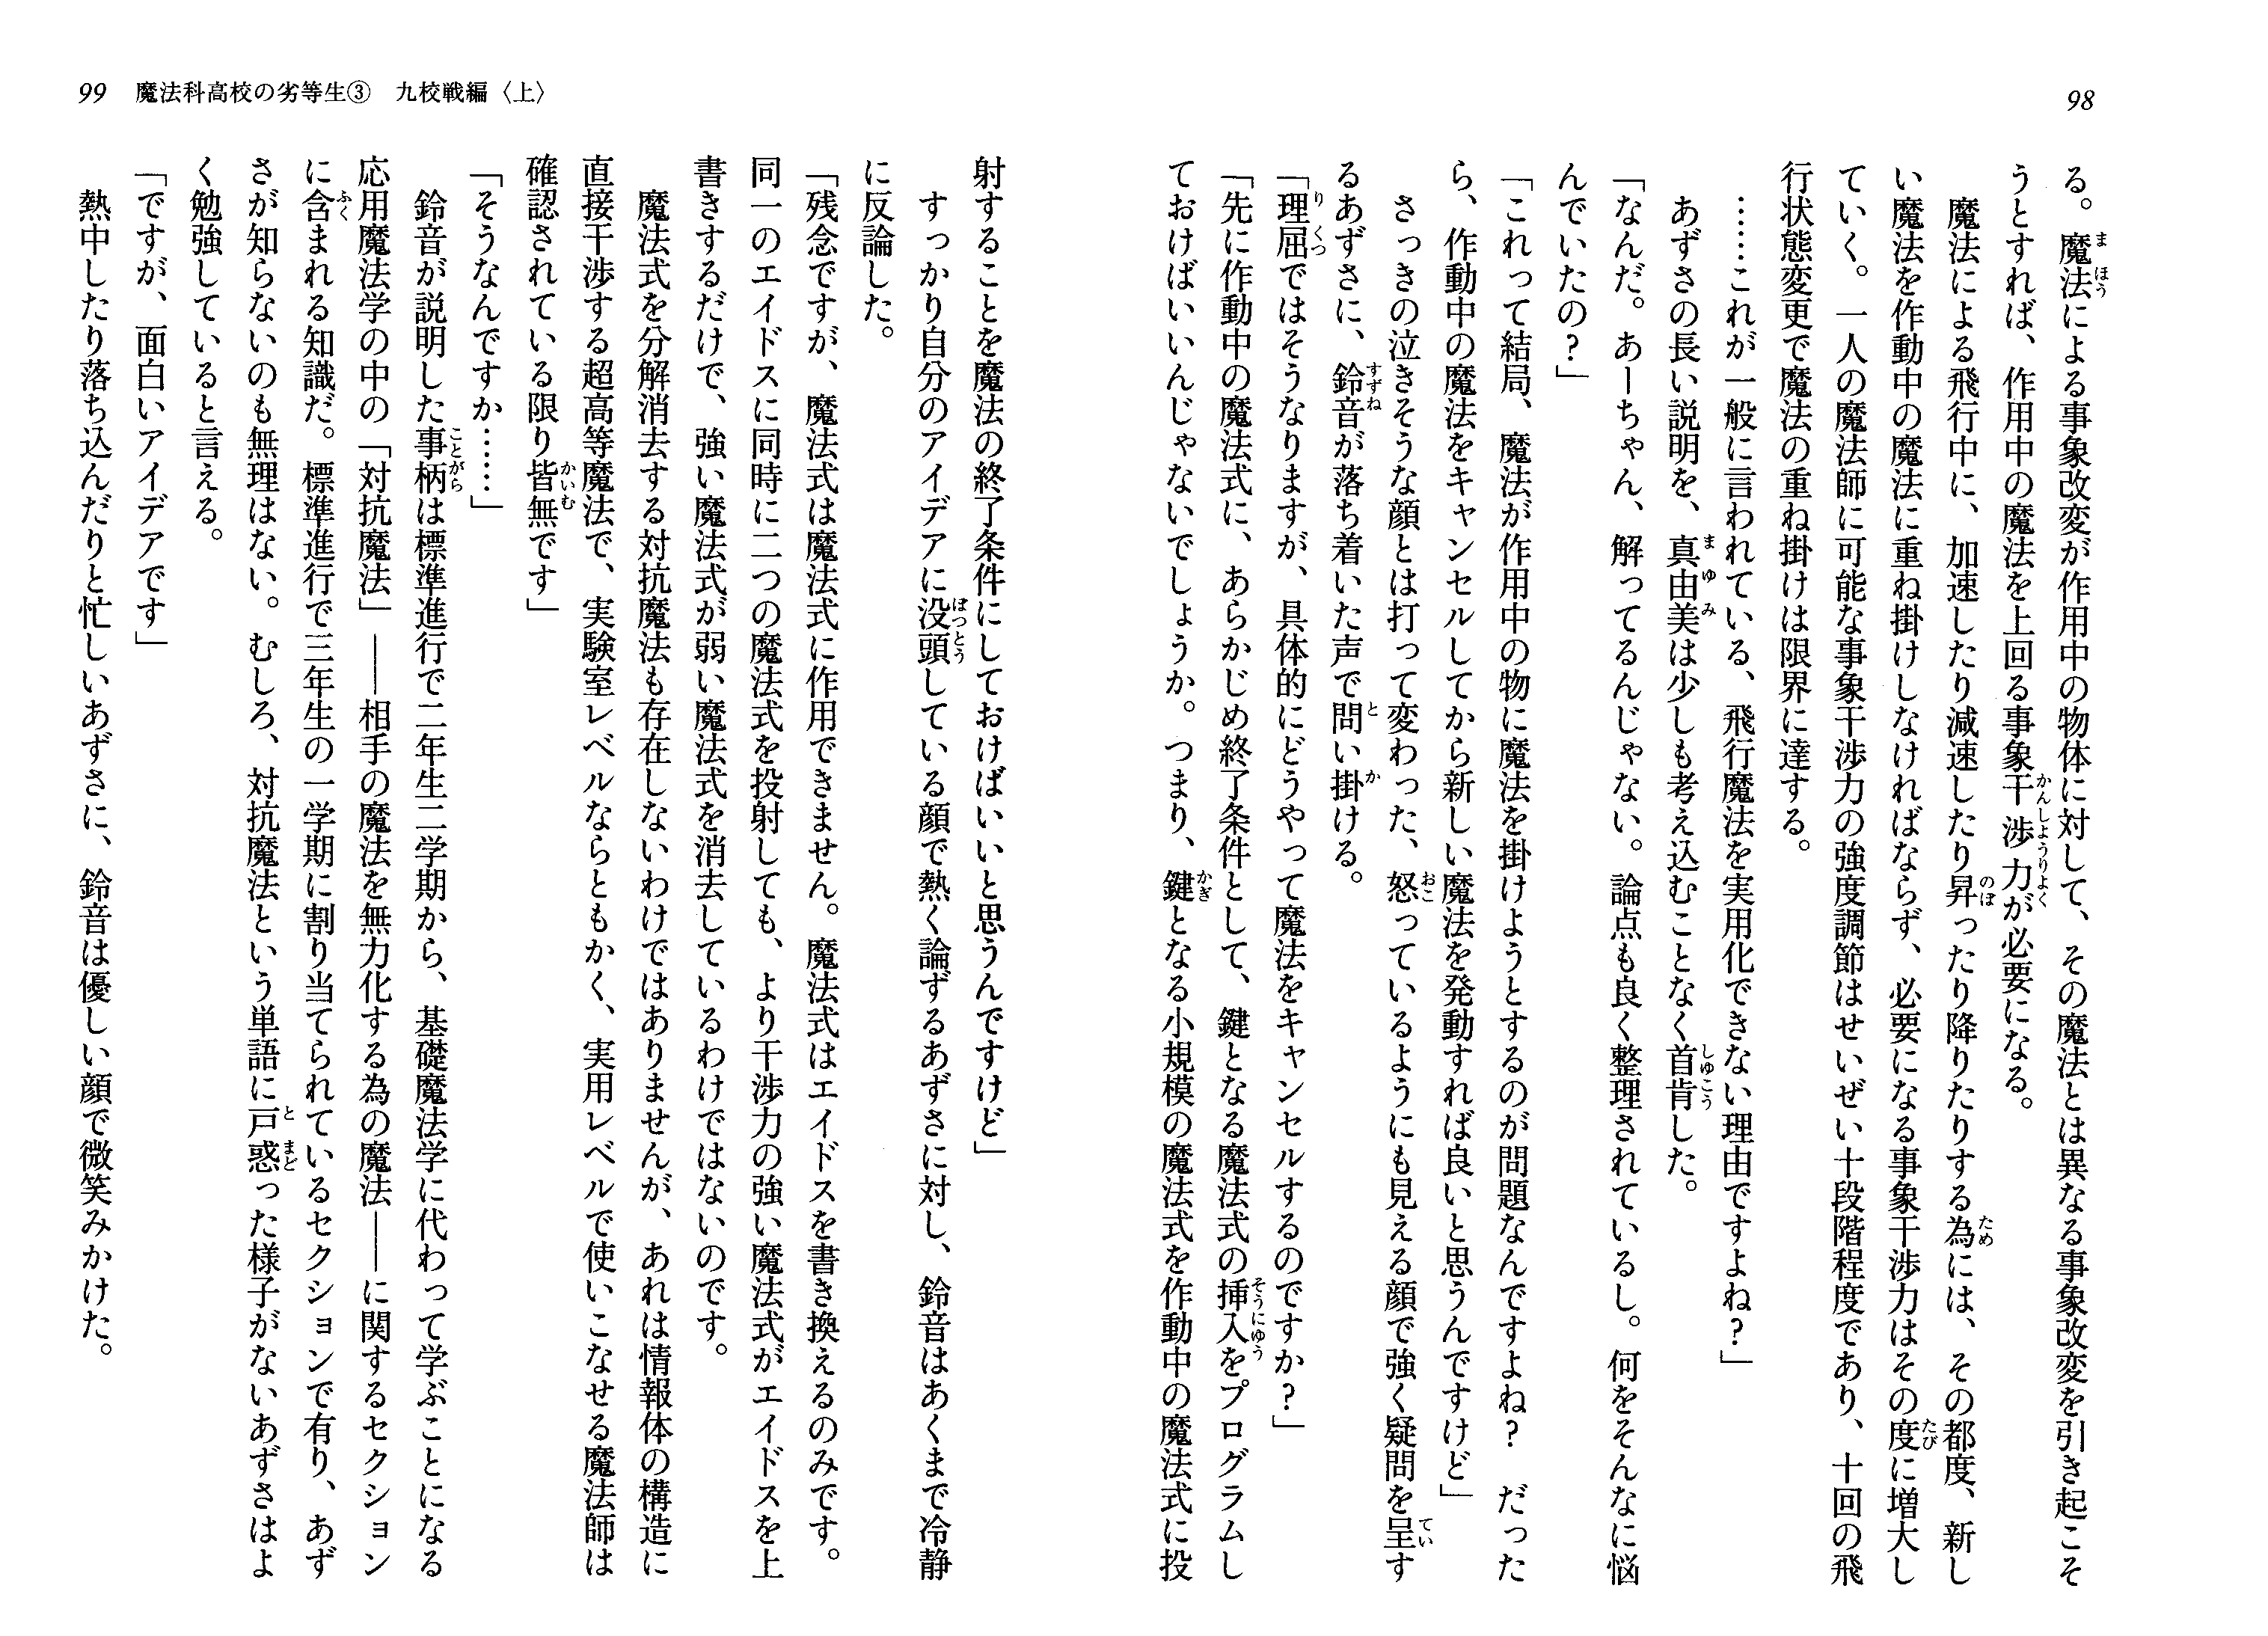 98
る。魔法による事象改変が作用中の物体に対して、その魔法とは異なる事象改変を引き起こそ
うとすれば、作用中の魔法を上回る事象干渉力が必要になる。
　魔法による飛行中に、加速したり減速したり昇ったり降りたりする為には、その都度、新し
い魔法を作動中の魔法に重ね掛けしなければならず、必要になる事象干渉力はその度に増大し
ていく。一人の魔法師に可能な事象干渉力の強度調節はせいぜい十段階程度であり、十回の飛
行状態変更で魔法の重ね掛けは限界に達する。
　……これが一般に言われている、飛行魔法を実用化できない理由ですよね？」
　あずさの長い説明を、真由美は少しも考え込むことなく首肯した。
「なんだ。あーちゃん、解ってるんじゃない。論点も良く整理されているし。何をそんなに悩
んでいたの？」
「これって結局、魔法が作用中の物に魔法を掛けようとするのが問題なんですよね？　だった
ら、作動中の魔法をキャンセルしてから新しい魔法を発動すれば良いと思うんですけど」
　さっきの泣きそうな顔とは打って変わった、怒っているようにも見える顔で強く疑問を呈す
るあずさに、鈴音が落ち着いた声で問い掛ける。
「理屈ではそうなりますが、具体的にどうやって魔法をキャンセルするのですか？」
「先に作動中の魔法式に、あらかじめ終了条件として、鍵となる魔法式の挿入をプログラムし
ておけばいいんじゃないでしょうか。つまり、鍵となる小規模の魔法式を作動中の魔法式に投
99　魔法科高校の劣等生③　九校戦編〈上〉
射することを魔法の終了条件にしておけばいいと思うんですけど」
　すっかり自分のアイデアに没頭している顔で熱く論ずるあずさに対し、鈴音はあくまで冷静
に反論した。
「残念ですが、魔法式は魔法式に作用できません。魔法式はエイドスを書き換えるのみです。
同一のエイドスに同時に二つの魔法式を投射しても、より干渉力の強い魔法式がエイドスを上
書きするだけで、強い魔法式が弱い魔法式を消去しているわけではないのです。
　魔法式を分解消去する対抗魔法も存在しないわけではありませんが、あれは情報体の構造に
直接干渉する超高等魔法で、実験室レベルならともかく、実用レベルで使いこなせる魔法師は
確認されている限り皆無です」
「そうなんですか……」
　鈴音が説明した事柄は標準進行で二年生二学期から、基礎魔法学に代わって学ぶことになる
応用魔法学の中の「対抗魔法」――相手の魔法を無力化する為の魔法――に関するセクション
に含まれる知識だ。標準進行で三年生の一学期に割り当てられているセクションで有り、あず
さが知らないのも無理はない。むしろ、対抗魔法という単語に戸惑った様子がないあずさはよ
く勉強していると言える。
「ですが、面白いアイデアです」
　熱中したり落ち込んだりと忙しいあずさに、鈴音は優しい顔で微笑みかけた。